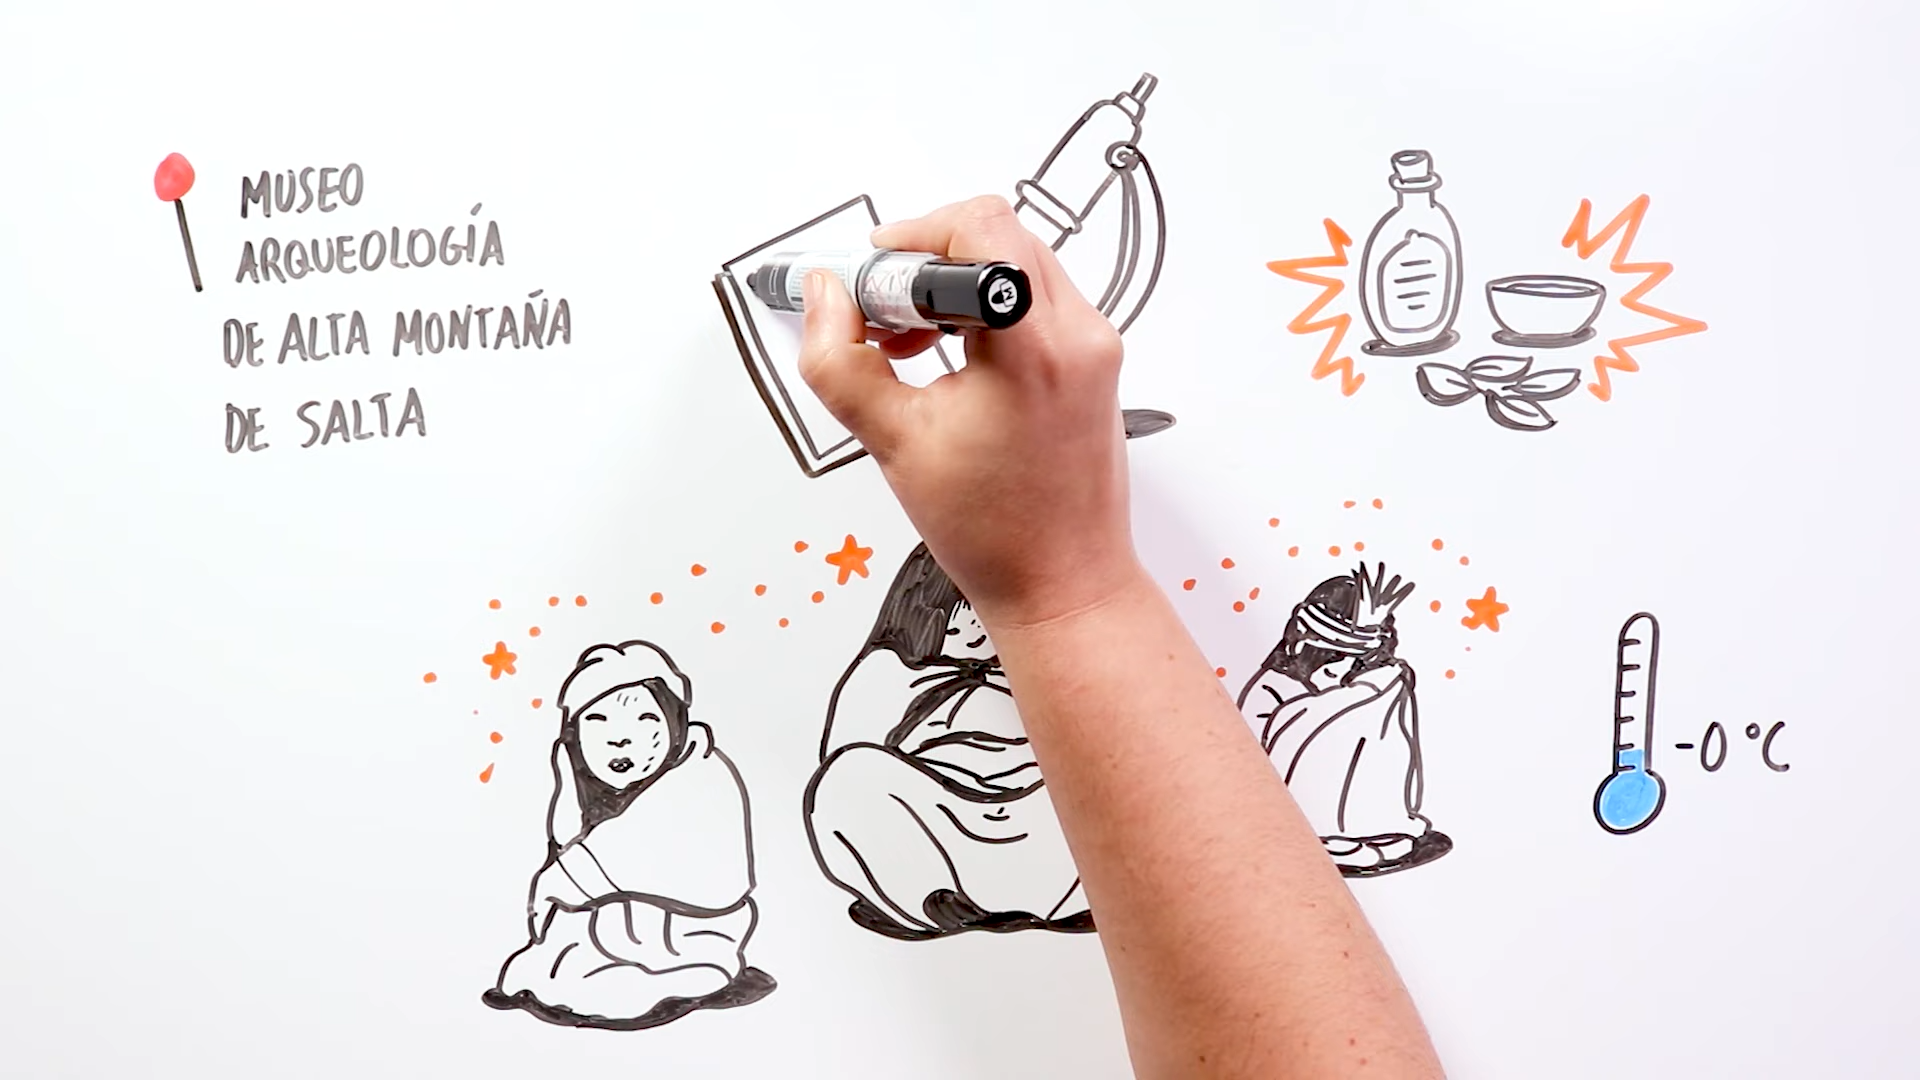 MUSEO
ARQUEOLOGÍA
DE ALTA MONTAÑA
DE SALTA
-0°C